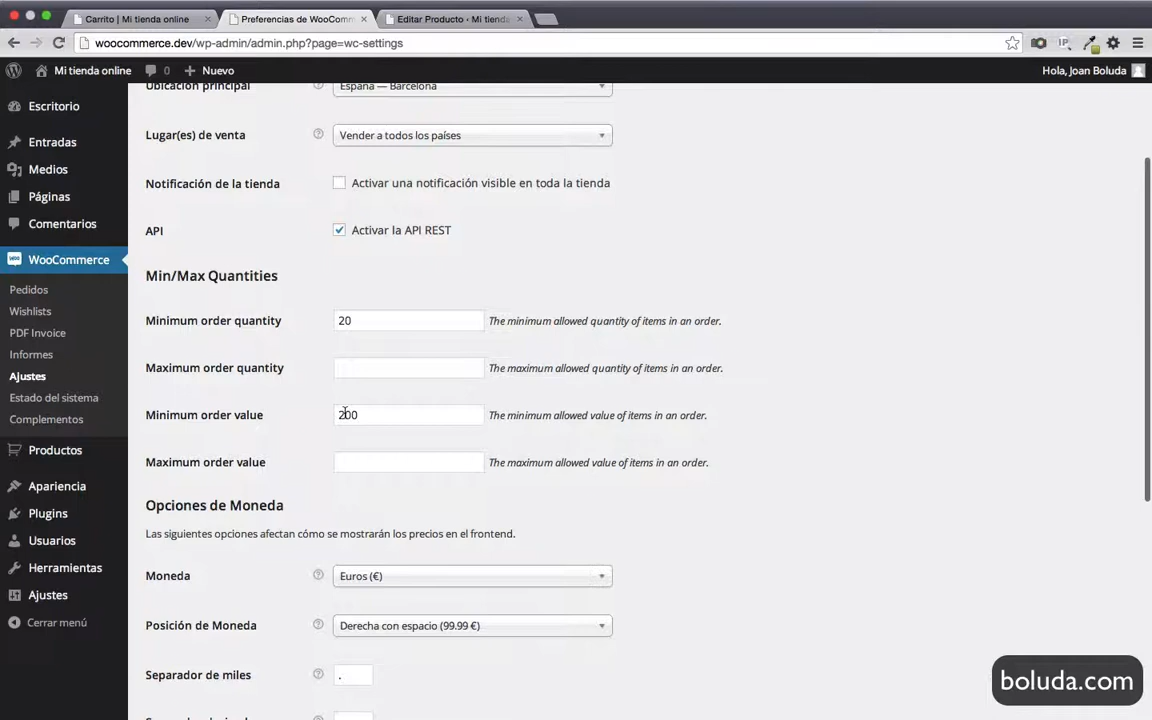 Carrito | Mi tienda online
Preferencias de WooComm
Editar Producto ‹ Mi tienda
woocommerce.dev/wp-admin/admin.php?page=wc-settings
Mi tienda online
0
Nuevo
Hola, Joan Boluda
Escritorio
Entradas
Medios
Páginas
Comentarios
WooCommerce
Pedidos
Wishlists
PDF Invoice
Informes
Ajustes
Estado del sistema
Complementos
Productos
Apariencia
Plugins
Usuarios
Herramientas
Ajustes
Cerrar menú
Ubicación principal
España — Barcelona
Lugar(es) de venta
Vender a todos los países
Notificación de la tienda
Activar una notificación visible en toda la tienda
API
Activar la API REST
Min/Max Quantities
Minimum order quantity
20
The minimum allowed quantity of items in an order.
Maximum order quantity
The maximum allowed quantity of items in an order.
Minimum order value
200
The minimum allowed value of items in an order.
Maximum order value
The maximum allowed value of items in an order.
Opciones de Moneda
Las siguientes opciones afectan cómo se mostrarán los precios en el frontend.
Moneda
Euros (€)
Posición de Moneda
Derecha con espacio (99.99 €)
Separador de miles
.
boluda.com